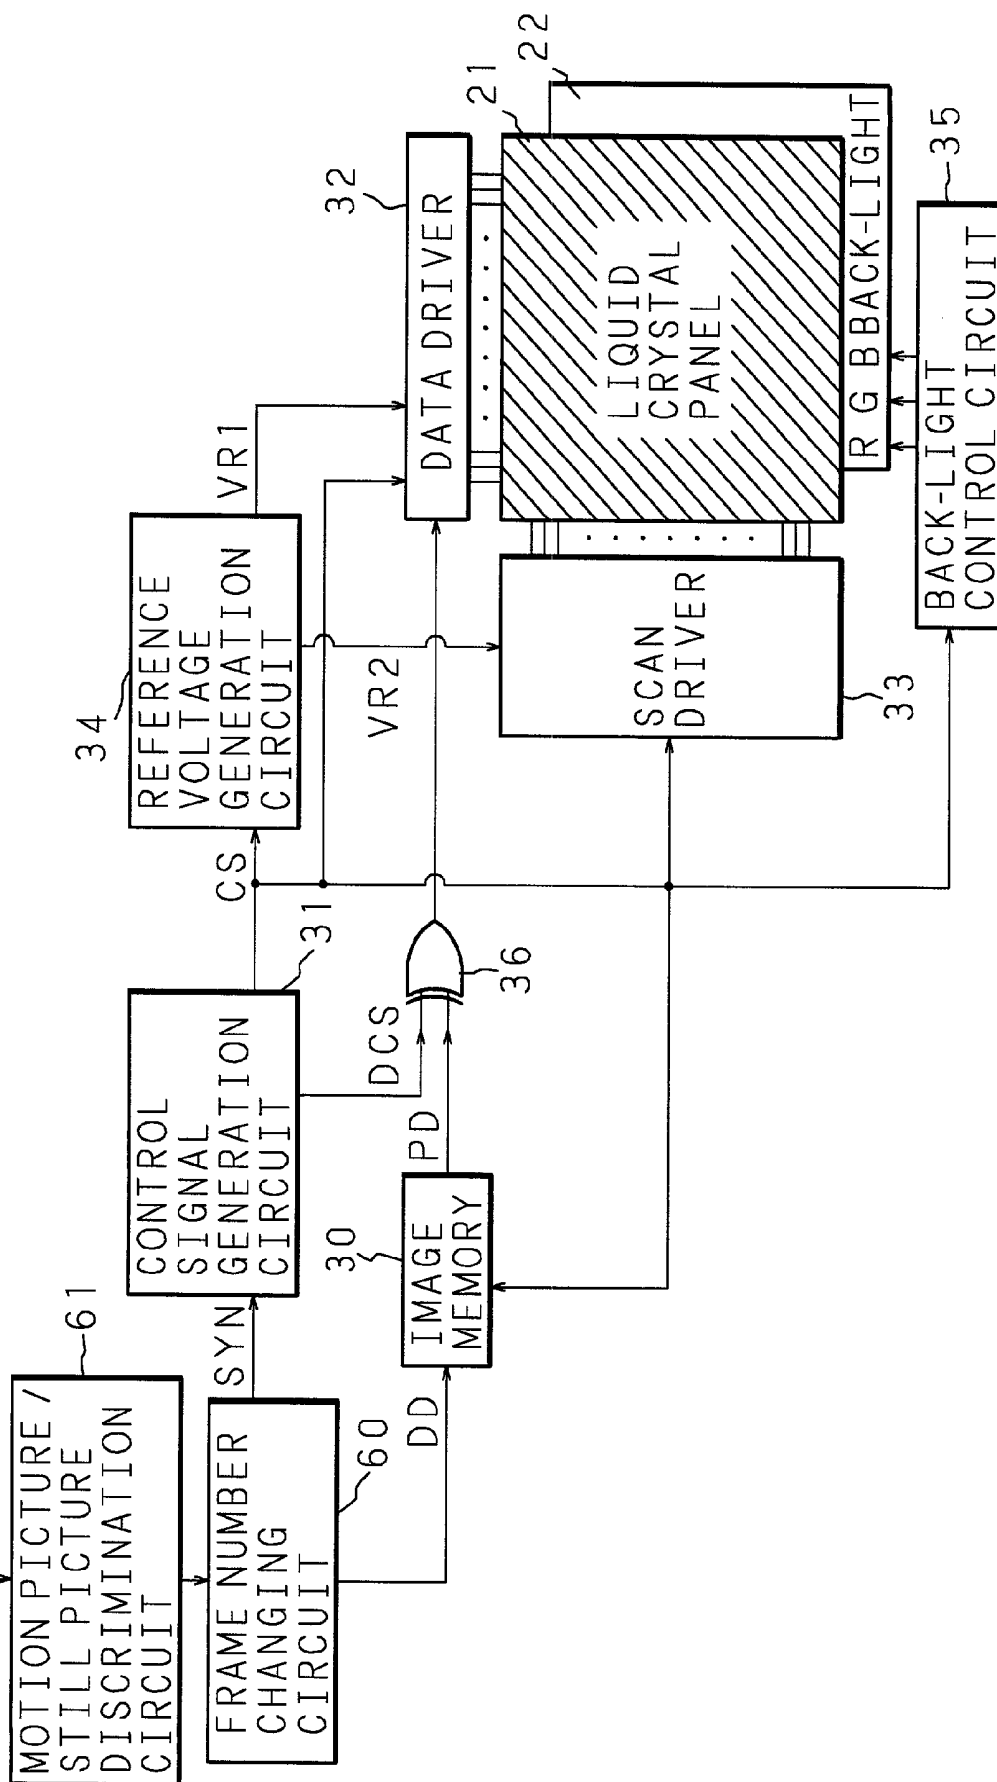 MOTION PICTURE /
STILL PICTURE
DISCRIMINATION
CIRCUIT
61
FRAME NUMBER
CHANGING
CIRCUIT
60
SYN
DD
CONTROL
SIGNAL
GENERATION
CIRCUIT
31
IMAGE
MEMORY
30
DCS
PD
36
CS
REFERENCE
VOLTAGE
GENERATION
CIRCUIT
34
VR1
VR2
DATA DRIVER
32
SCAN
DRIVER
33
LIQUID
CRYSTAL
PANEL
21
22
R G B BACK-LIGHT
BACK-LIGHT
CONTROL CIRCUIT
35